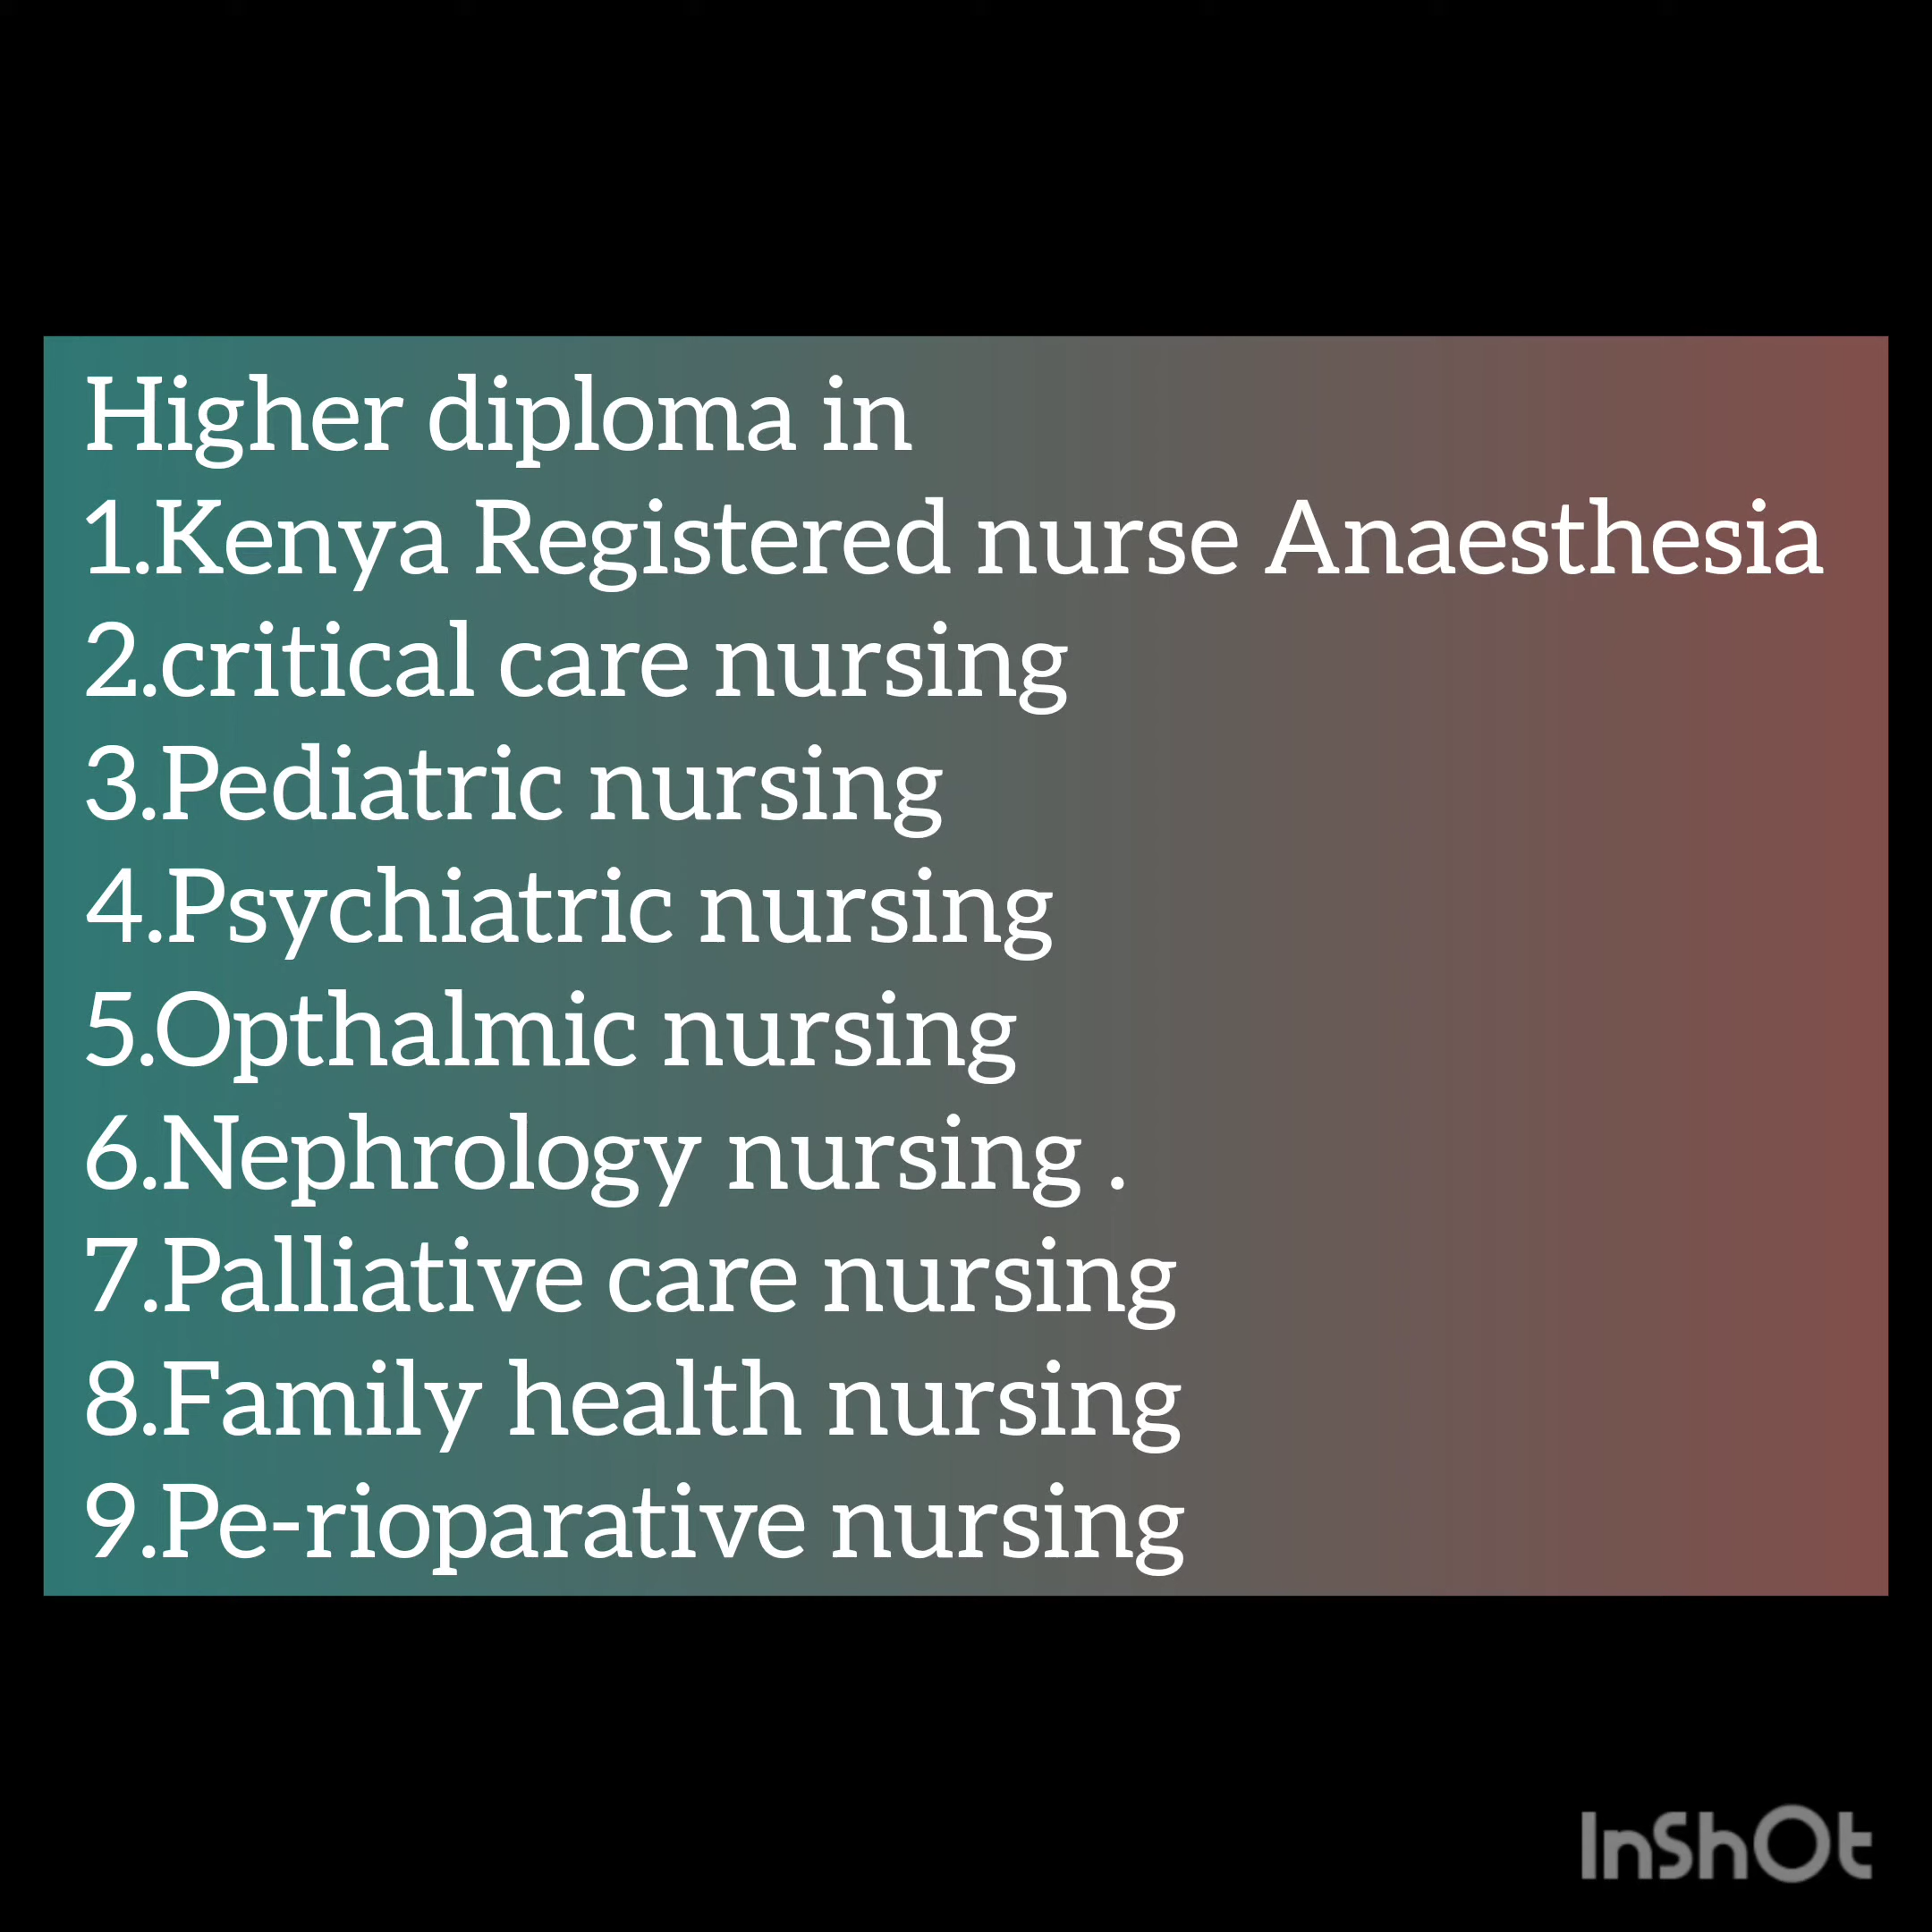 Higher diploma in
1.Kenya Registered nurse Anaesthesia
2.critical care nursing
3.Pediatric nursing
4.Psychiatric nursing
5.Opthalmic nursing
6.Nephrology nursing .
7.Palliative care nursing
8.Family health nursing
9.Pe-rioparative nursing
InShOt